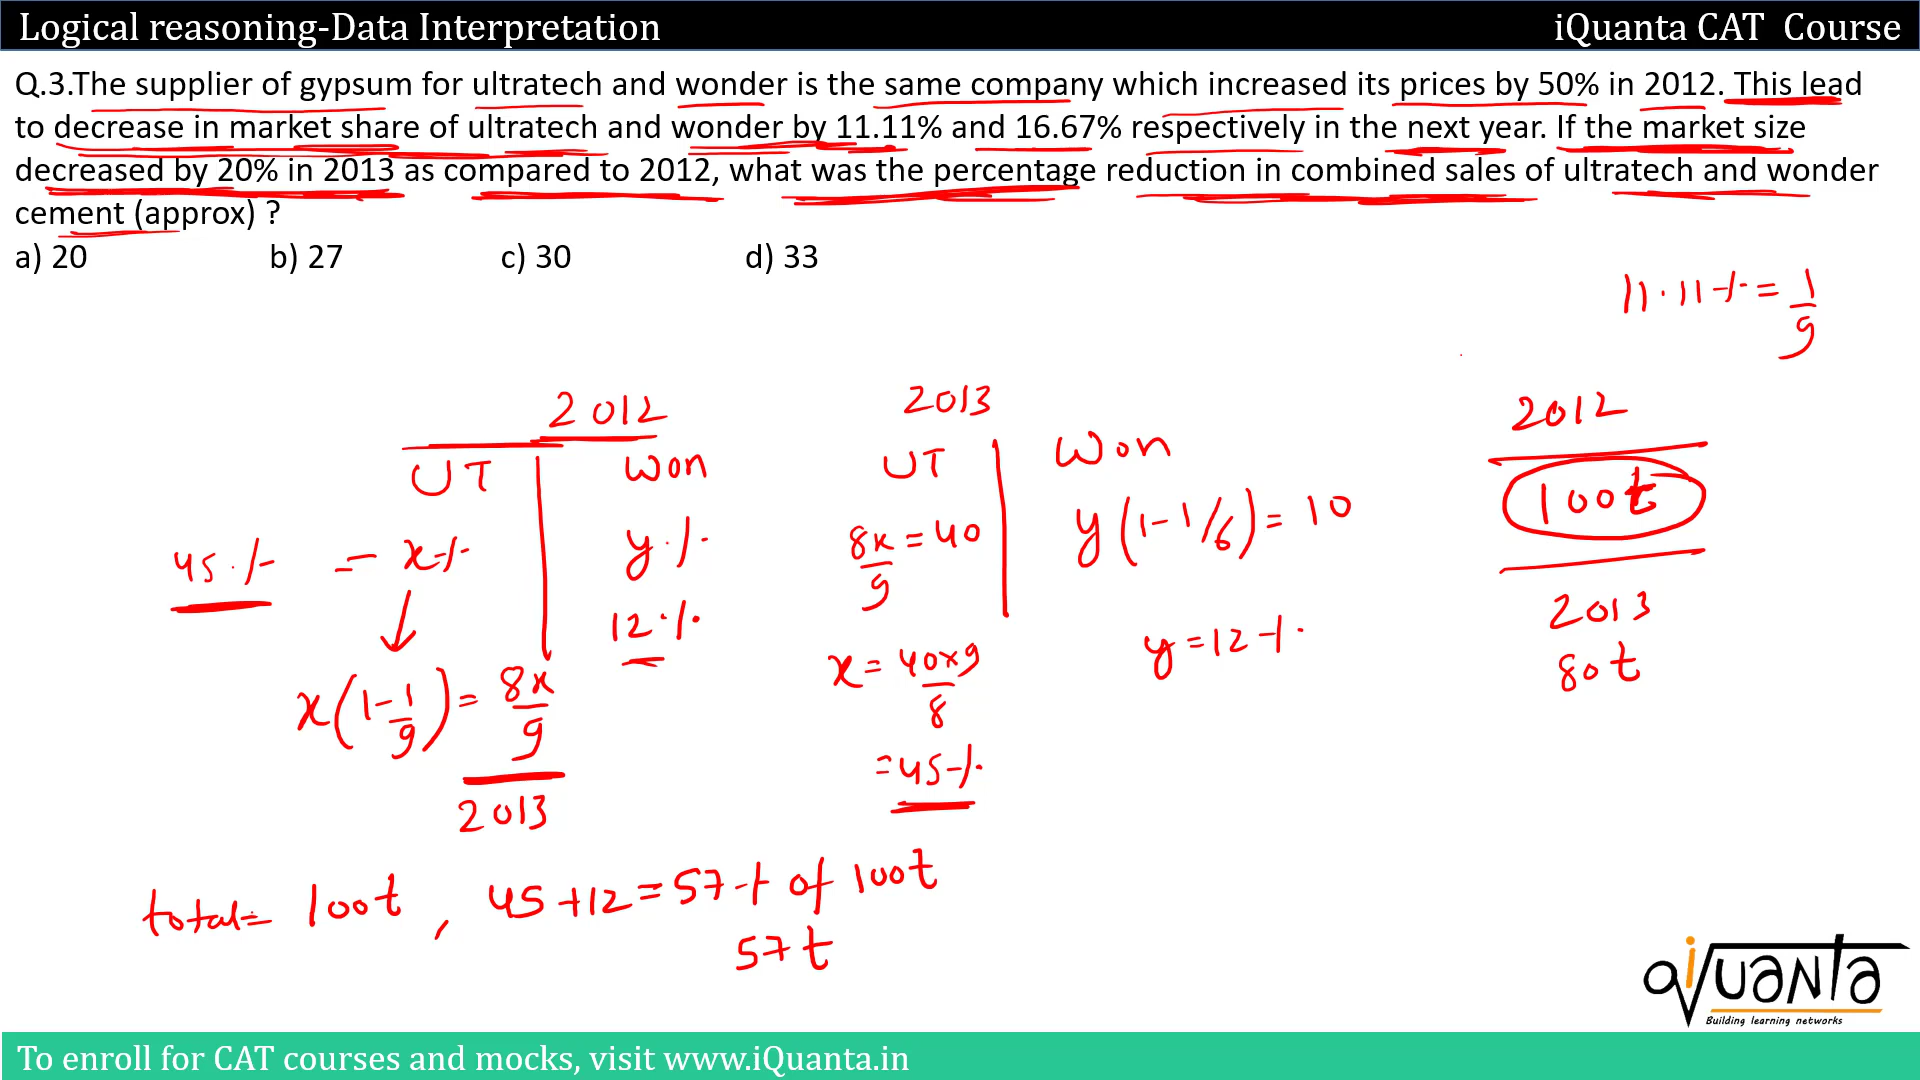 Logical reasoning-Data Interpretation
iQuanta CAT Course
Q.3.The supplier of gypsum for ultratech and wonder is the same company which increased its prices by 50% in 2012. This lead
to decrease in market share of ultratech and wonder by 11.11% and 16.67% respectively in the next year. If the market size
decreased by 20% in 2013 as compared to 2012, what was the percentage reduction in combined sales of ultratech and wonder
cement (approx) ?
a) 20 b) 27 c) 30 d) 33
11.11% = 1/9
2012
UT Won
45% = x% y%
12%
x(1-1/9) = 8x/9
2013
2013
UT Won
8x/9 = 40 y(1-1/6) = 10
x = 40x9/8 y = 12%
= 45%
2012
100t
2013
80t
total = 100t, 45+12 = 57% of 100t
57t
iQuanta
Building learning networks
To enroll for CAT courses and mocks, visit www.iQuanta.in